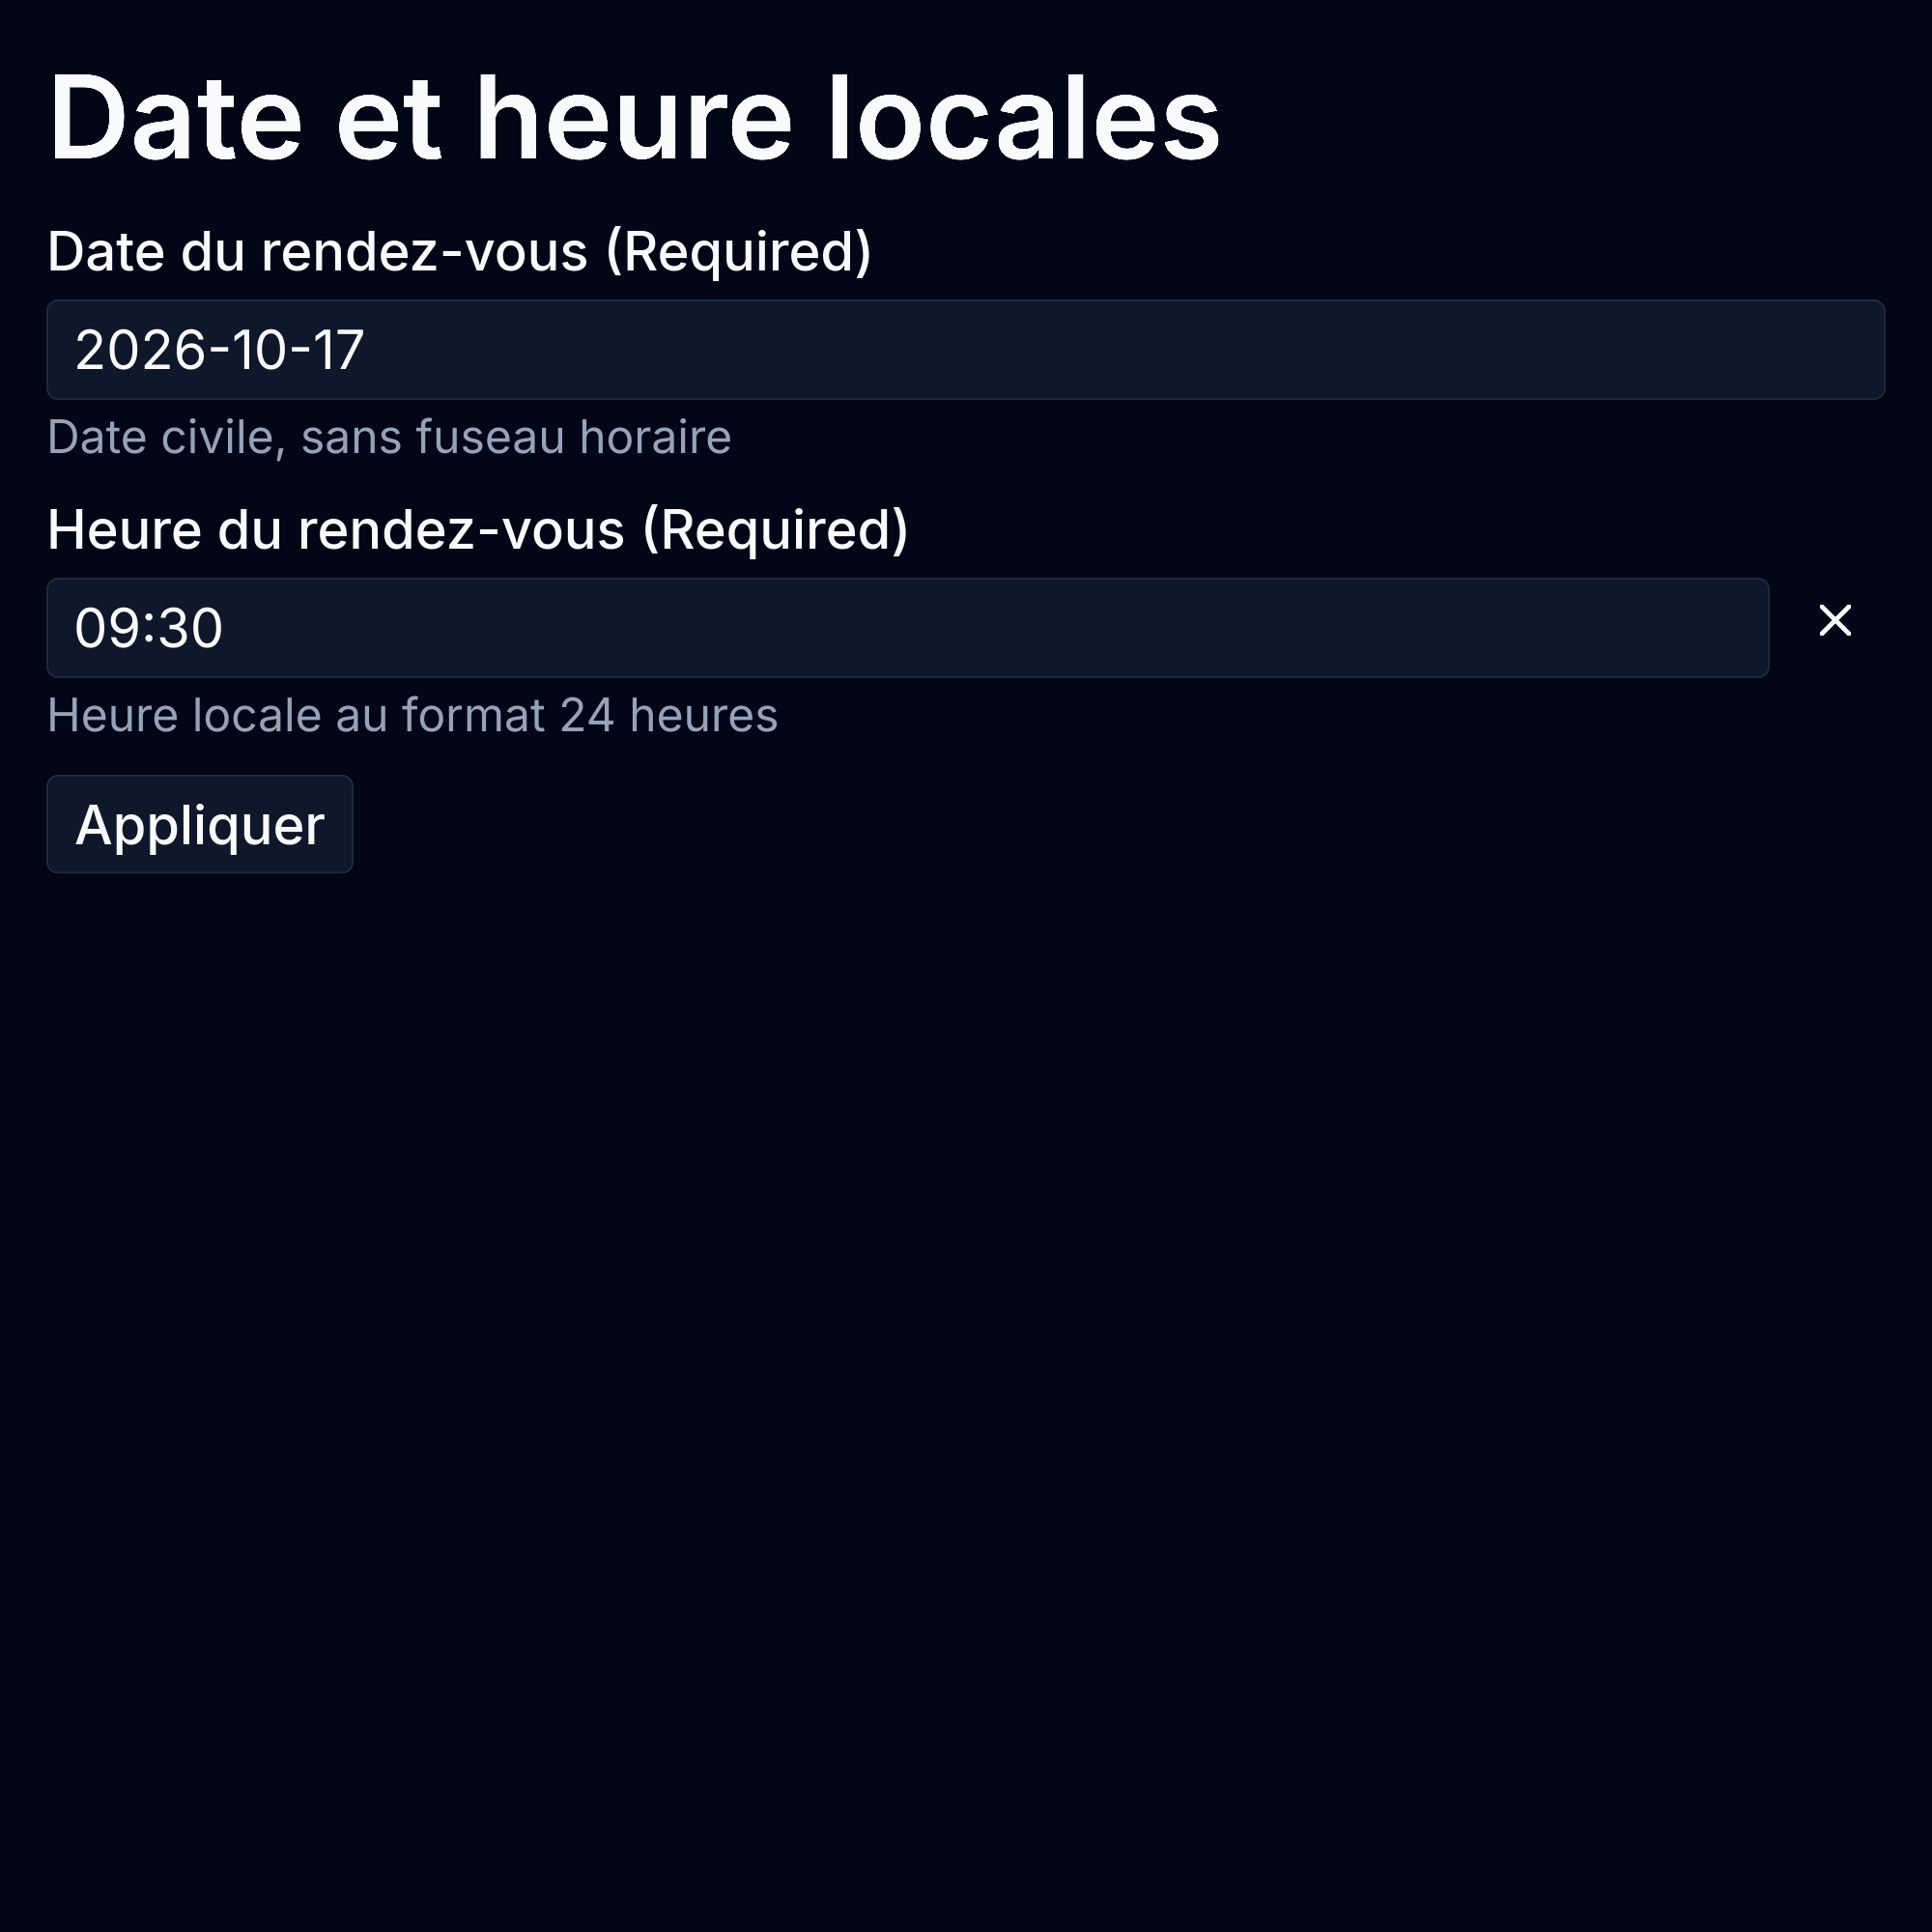 Date et heure locales
Date du rendez-vous (Required)
2026-10-17
Date civile, sans fuseau horaire
Heure du rendez-vous (Required)
09:30
Heure locale au format 24 heures
Appliquer